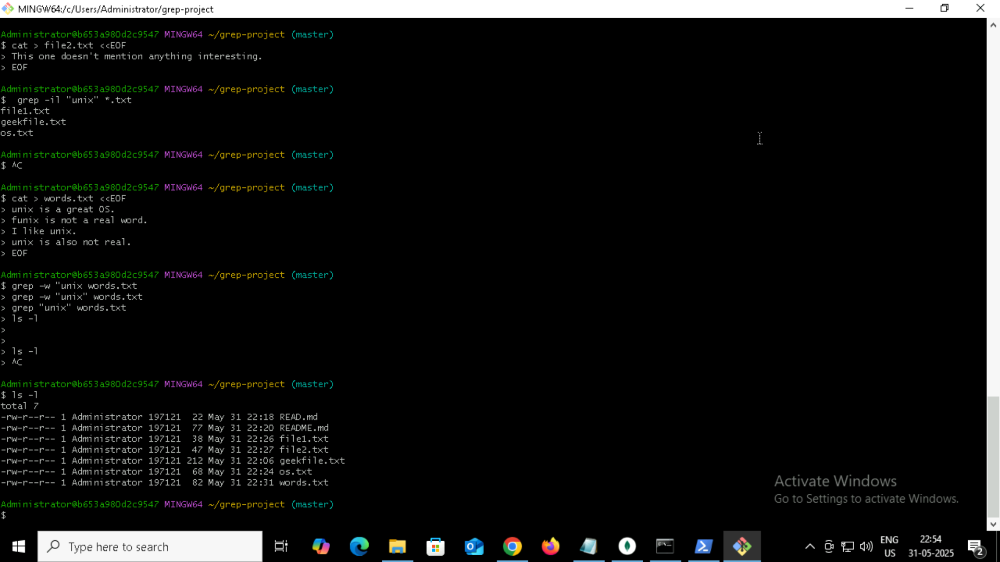 MINGW64:/c/Users/Administrator/grep-project
Administrator@b653a980d2c9547 MINGW64 ~/grep-project (master)
$ cat > file2.txt <<EOF
> This one doesn't mention anything interesting.
> EOF
Administrator@b653a980d2c9547 MINGW64 ~/grep-project (master)
$  grep -il "unix" *.txt
file1.txt
geekfile.txt
os.txt
Administrator@b653a980d2c9547 MINGW64 ~/grep-project (master)
$ ^C
Administrator@b653a980d2c9547 MINGW64 ~/grep-project (master)
$ cat > words.txt <<EOF
> unix is a great OS.
> funix is not a real word.
> I like unix.
> unix is also not real.
> EOF
Administrator@b653a980d2c9547 MINGW64 ~/grep-project (master)
$ grep -w "unix words.txt
> grep -w "unix" words.txt
> grep "unix" words.txt
> ls -l
>
>
> ls -l
> ^C
Administrator@b653a980d2c9547 MINGW64 ~/grep-project (master)
$ ls -l
total 7
-rw-r--r-- 1 Administrator 197121  22 May 31 22:18 READ.md
-rw-r--r-- 1 Administrator 197121  77 May 31 22:20 README.md
-rw-r--r-- 1 Administrator 197121  38 May 31 22:26 file1.txt
-rw-r--r-- 1 Administrator 197121  47 May 31 22:27 file2.txt
-rw-r--r-- 1 Administrator 197121 212 May 31 22:06 geekfile.txt
-rw-r--r-- 1 Administrator 197121  68 May 31 22:24 os.txt
-rw-r--r-- 1 Administrator 197121  82 May 31 22:31 words.txt
Administrator@b653a980d2c9547 MINGW64 ~/grep-project (master)
$
Activate Windows
Go to Settings to activate Windows.
Type here to search
ENG
US
22:54
31-05-2025
2